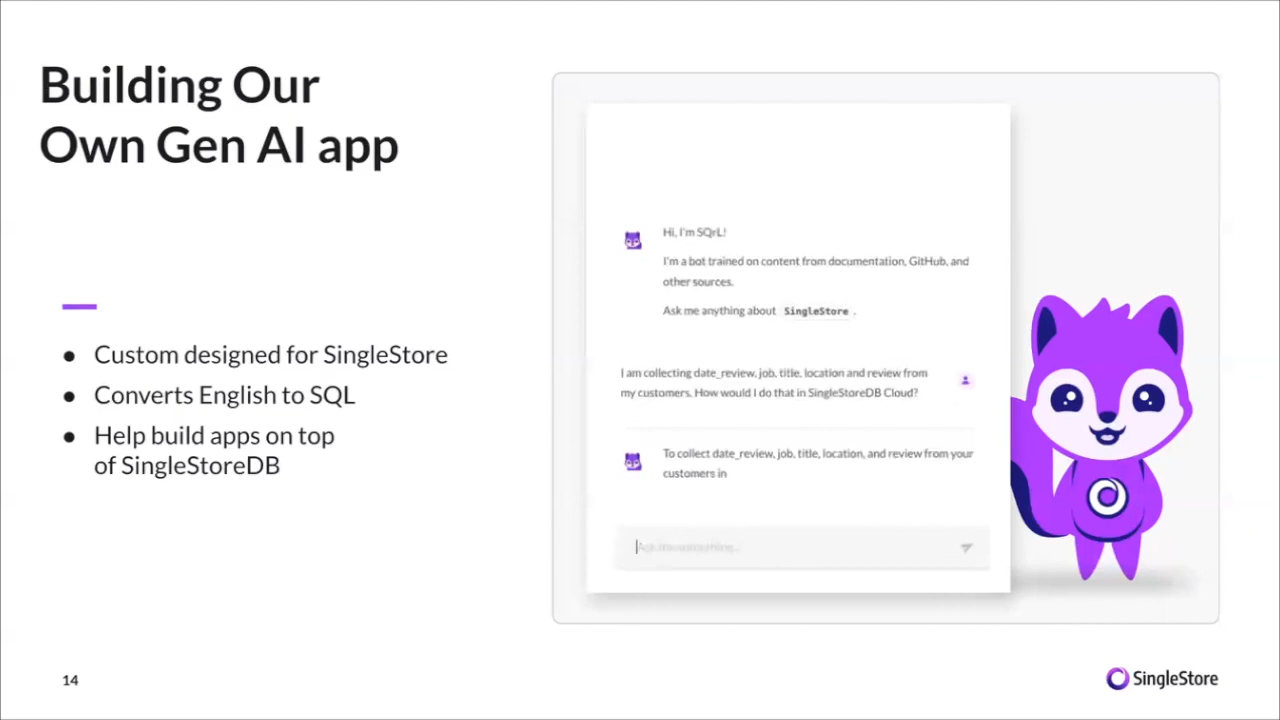 Building Our
Own Gen AI app
Custom designed for SingleStore
Converts English to SQL
Help build apps on top
of SingleStoreDB
Hi, I'm SQrL!
I'm a bot trained on content from documentation, GitHub, and
other sources.
Ask me anything about SingleStore .
I am collecting date_review, job, title, location and review from
my customers. How would I do that in SingleStoreDB Cloud?
To collect date_review, job, title, location, and review from your
customers in
14
SingleStore